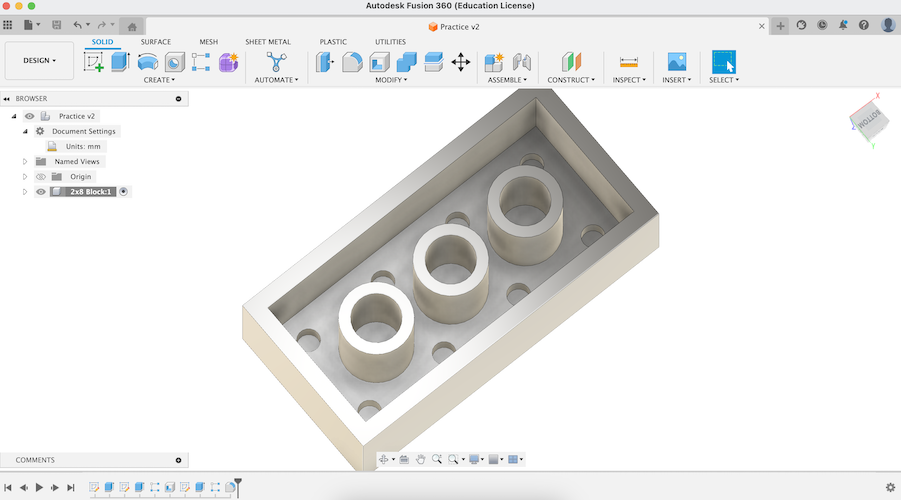 Autodesk Fusion 360 (Education License)
Practice v2
SOLID SURFACE MESH SHEET METAL PLASTIC UTILITIES
DESIGN
CREATE AUTOMATE MODIFY ASSEMBLE CONSTRUCT INSPECT INSERT SELECT
BROWSER
Practice v2
Document Settings
Units: mm
Named Views
Origin
2x8 Block:1
X
BOTTOM
Z
Y
COMMENTS